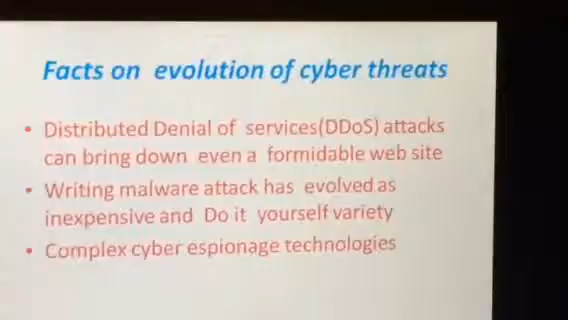 Facts on evolution of cyber threats
• Distributed Denial of services(DDoS) attacks
can bring down even a formidable web site
• Writing malware attack has evolved as
inexpensive and Do it yourself variety
• Complex cyber espionage technologies